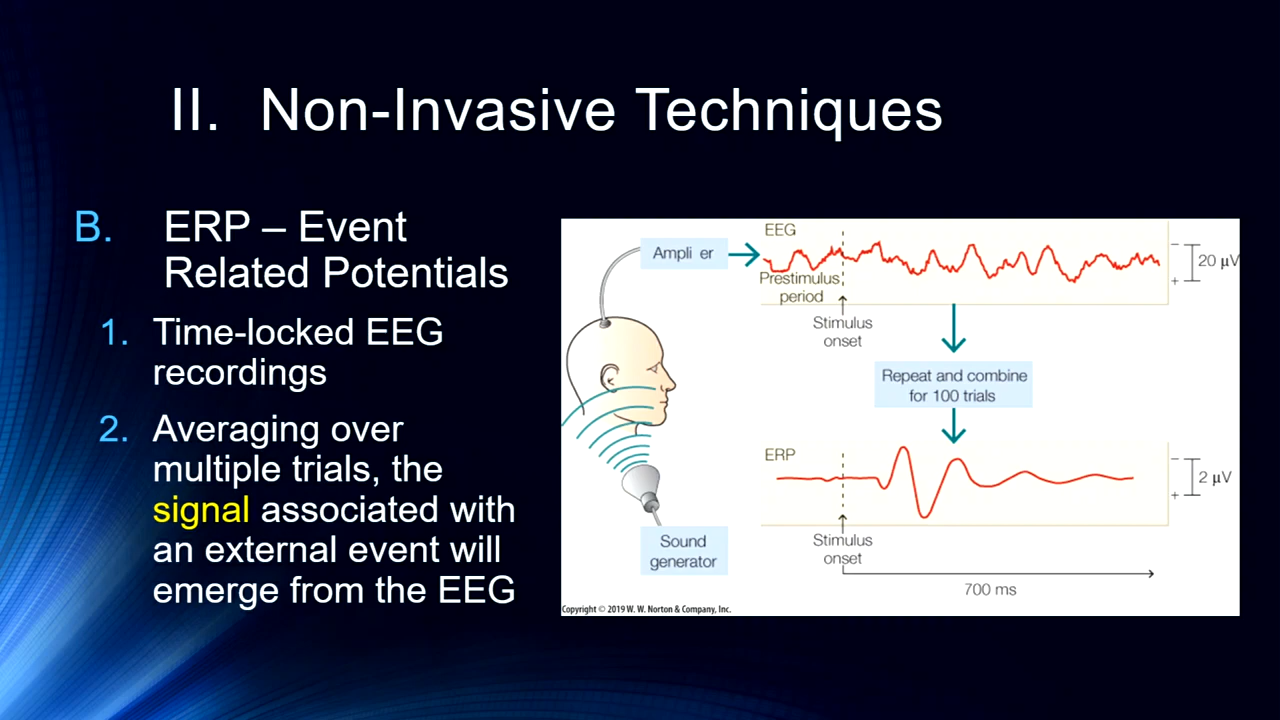 II. Non-Invasive Techniques
B. ERP – Event
Related Potentials
1. Time-locked EEG
recordings
2. Averaging over
multiple trials, the
signal associated with
an external event will
emerge from the EEG
Ampli er
EEG
Prestimulus
period
Stimulus
onset
20 µV
Repeat and combine
for 100 trials
ERP
2 µV
Stimulus
onset
700 ms
Sound
generator
Copyright © 2019 W. W. Norton & Company, Inc.